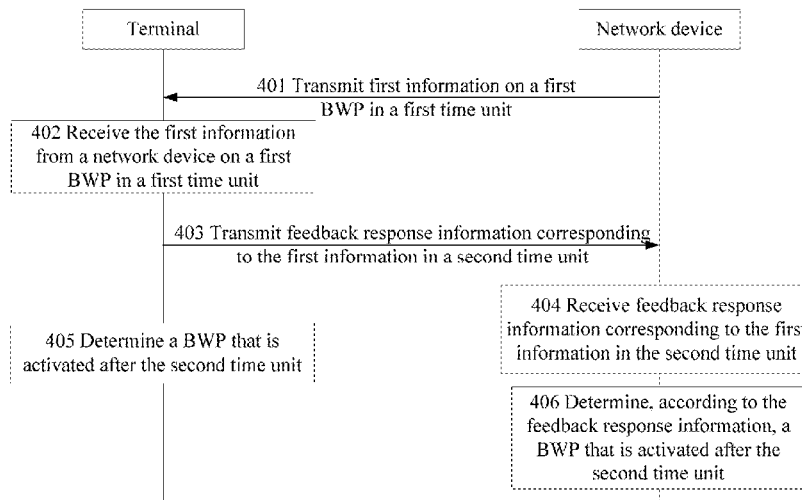 Terminal
Network device
401 Transmit first information on a first
BWP in a first time unit
402 Receive the first information
from a network device on a first
BWP in a first time unit
403 Transmit feedback response information corresponding
to the first information in a second time unit
404 Receive feedback response
information corresponding to the first
information in the second time unit
405 Determine a BWP that is
activated after the second time unit
406 Determine, according to the
feedback response information, a
BWP that is activated after the
second time unit